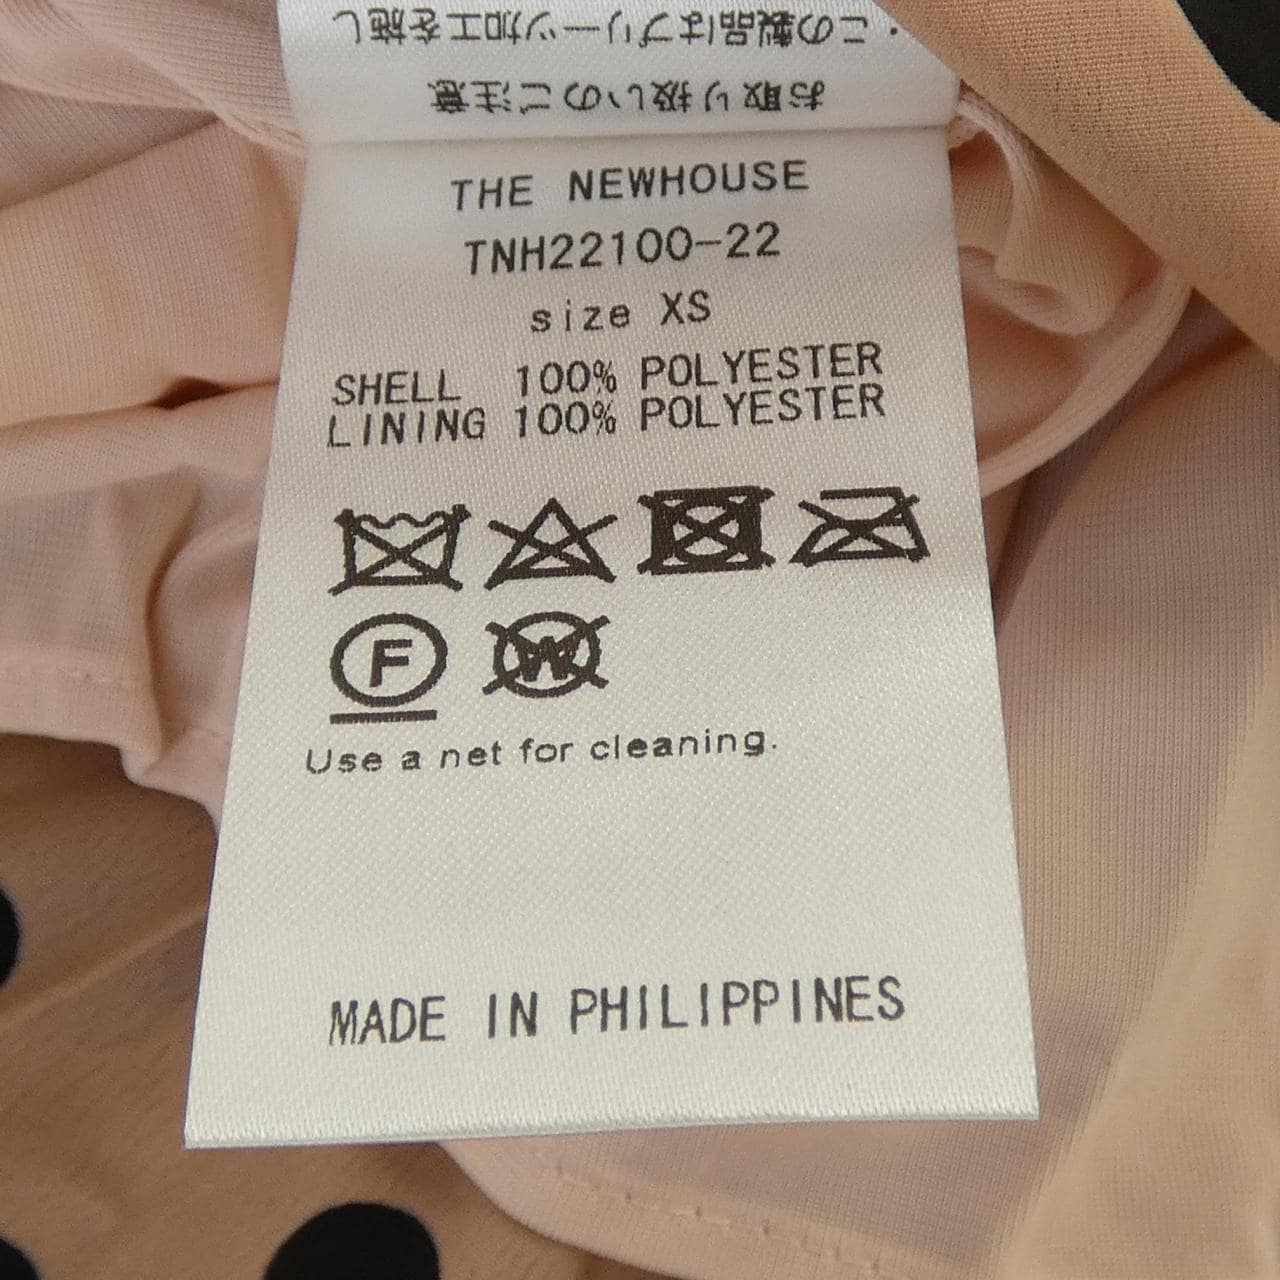 ・この製品はプリーツ加工を施し
お取り扱いのご注意
THE NEWHOUSE
TNH22100-22
size XS
SHELL 100% POLYESTER
LINING 100% POLYESTER
F W
Use a net for cleaning.
MADE IN PHILIPPINES